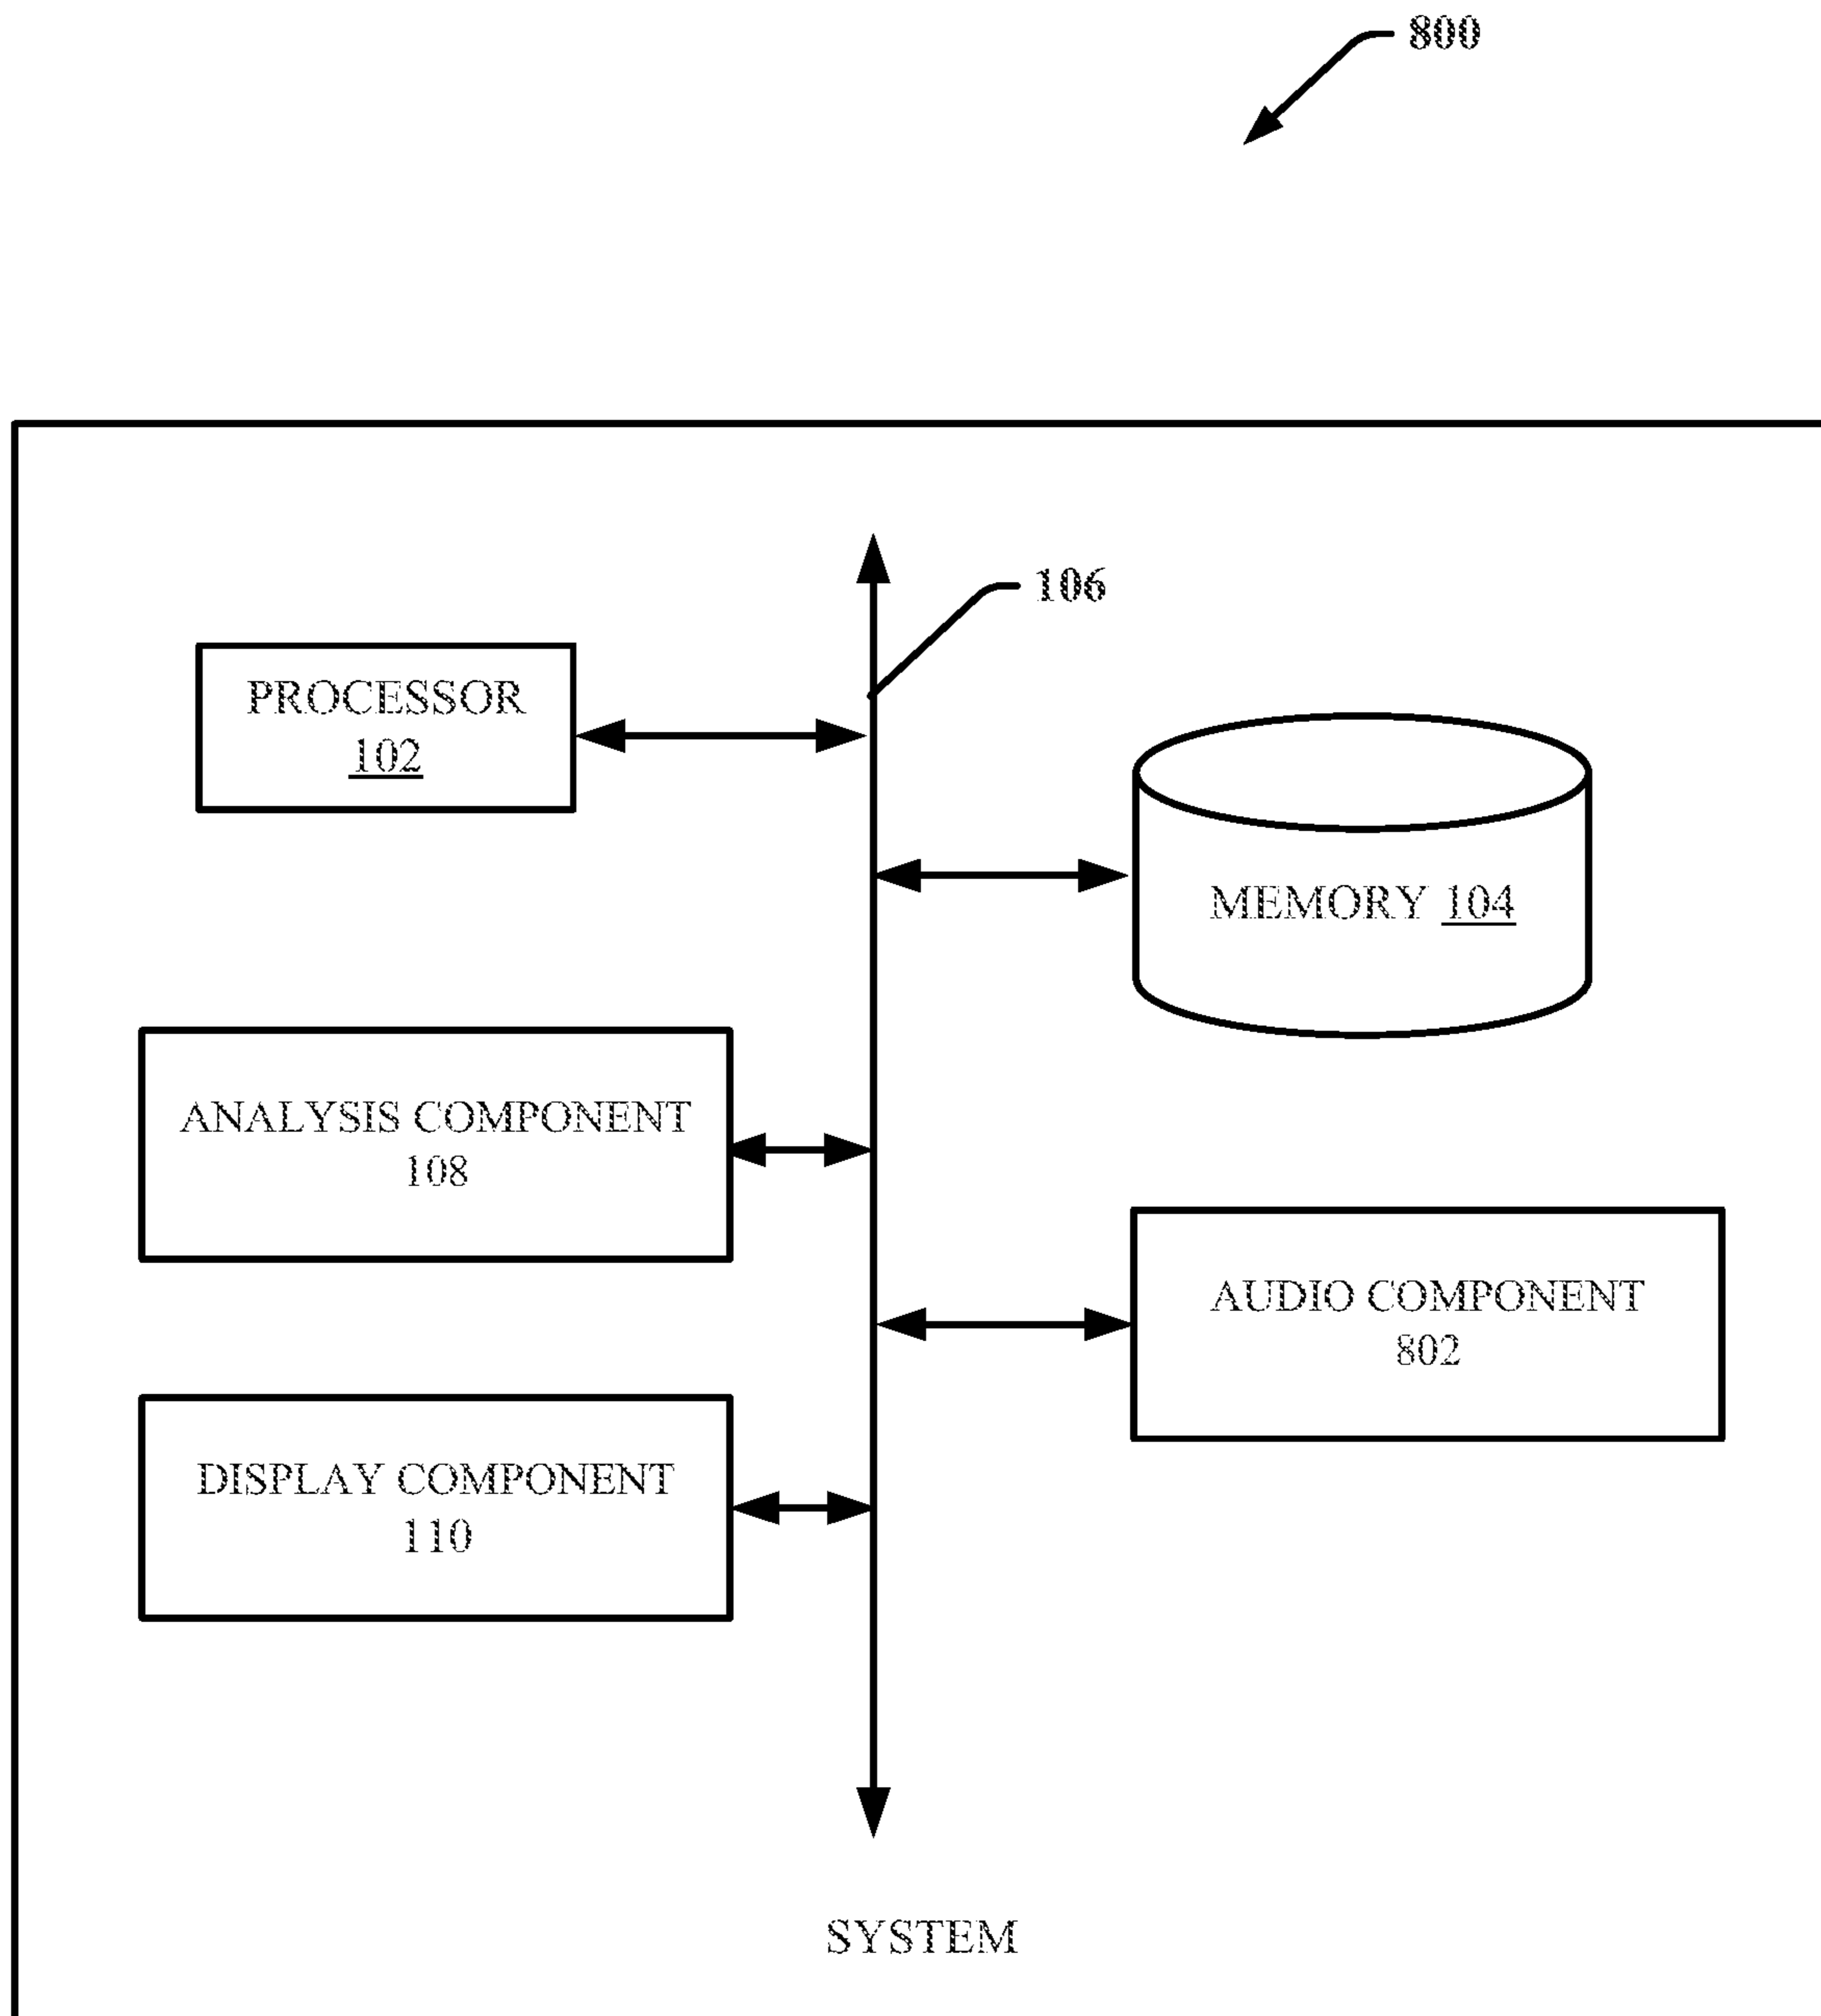 800
106
PROCESSOR
102
MEMORY 104
ANALYSIS COMPONENT
108
AUDIO COMPONENT
802
DISPLAY COMPONENT
110
SYSTEM